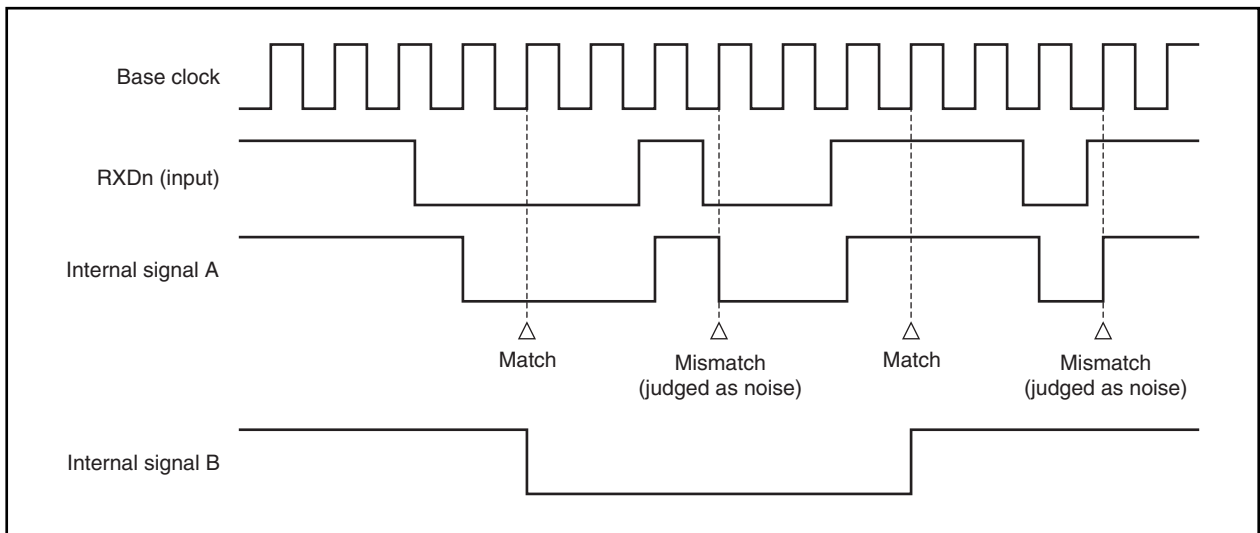 Base clock
RXDn (input)
Internal signal A
Match
Mismatch
(judged as noise)
Match
Mismatch
(judged as noise)
Internal signal B